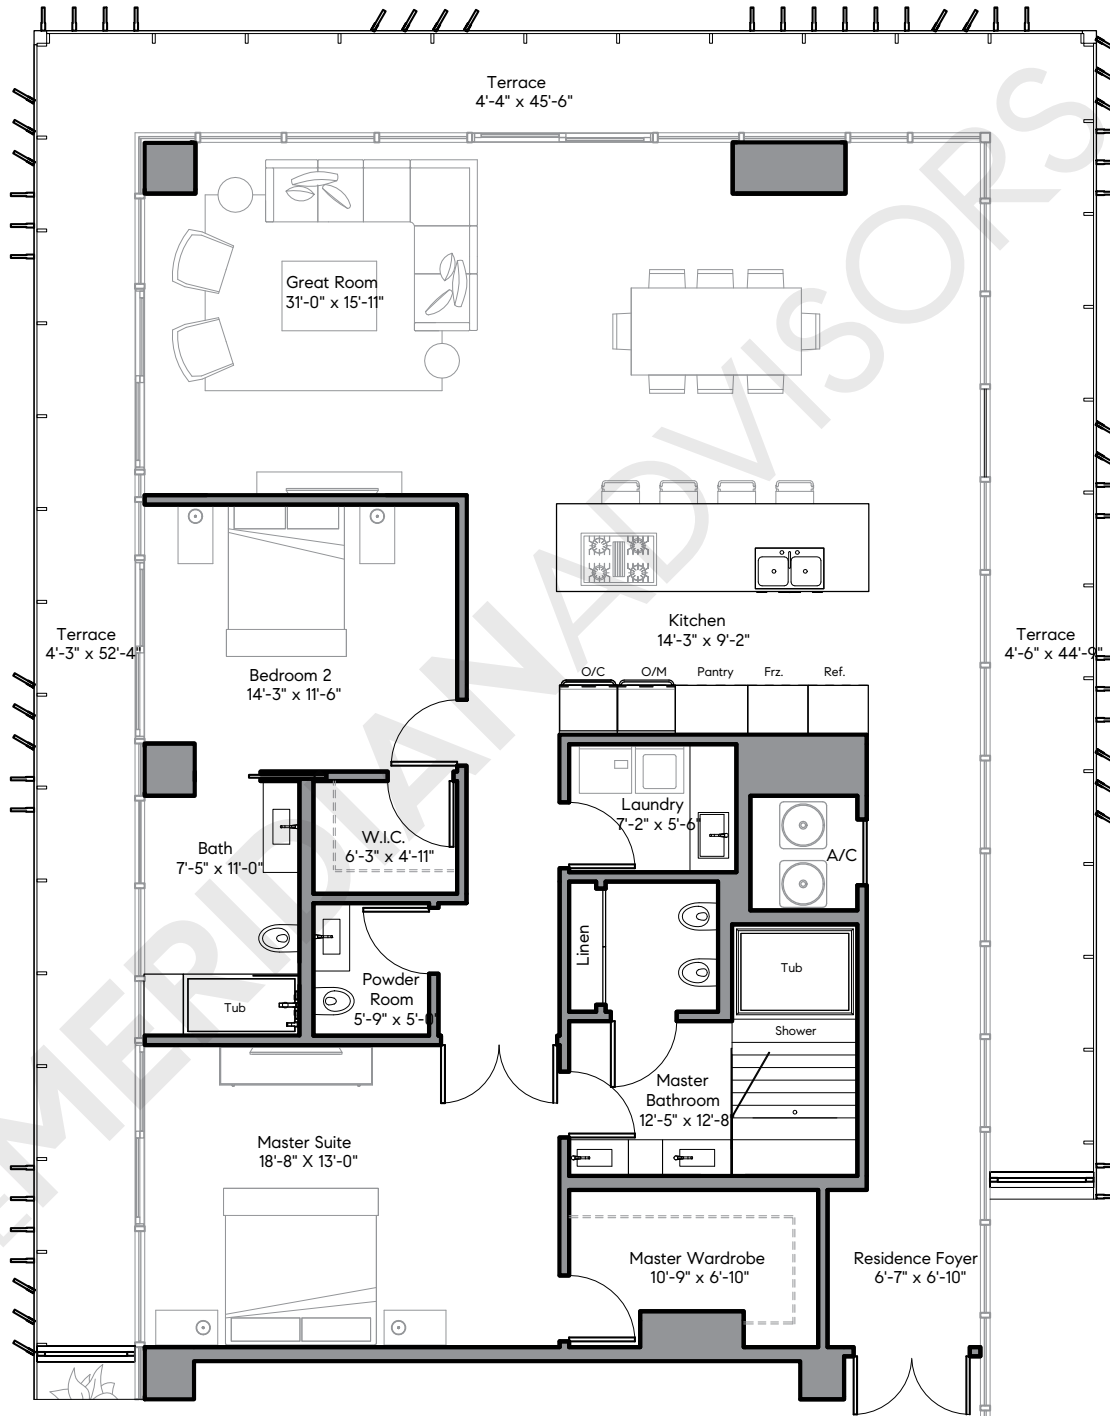 Terrace
4'-4" x 45'-6"
Great Room
31'-0" x 15'-11"
Kitchen
14'-3" x 9'-2"
Terrace
4'-3" x 52'-4"
Terrace
4'-6" x 44'-9"
Bedroom 2
14'-3" x 11'-6"
O/C
O/M
Pantry
Frz.
Ref.
Laundry
7'-2" x 5'-6"
W.I.C.
6'-3" x 4'-11"
Bath
7'-5" x 11'-0"
A/C
Linen
Powder
Room
5'-9" x 5'-0"
Tub
Tub
Shower
Master
Bathroom
12'-5" x 12'-8"
Master Suite
18'-8" X 13'-0"
Master Wardrobe
10'-9" x 6'-10"
Residence Foyer
6'-7" x 6'-10"
MERIDIANADVISORS